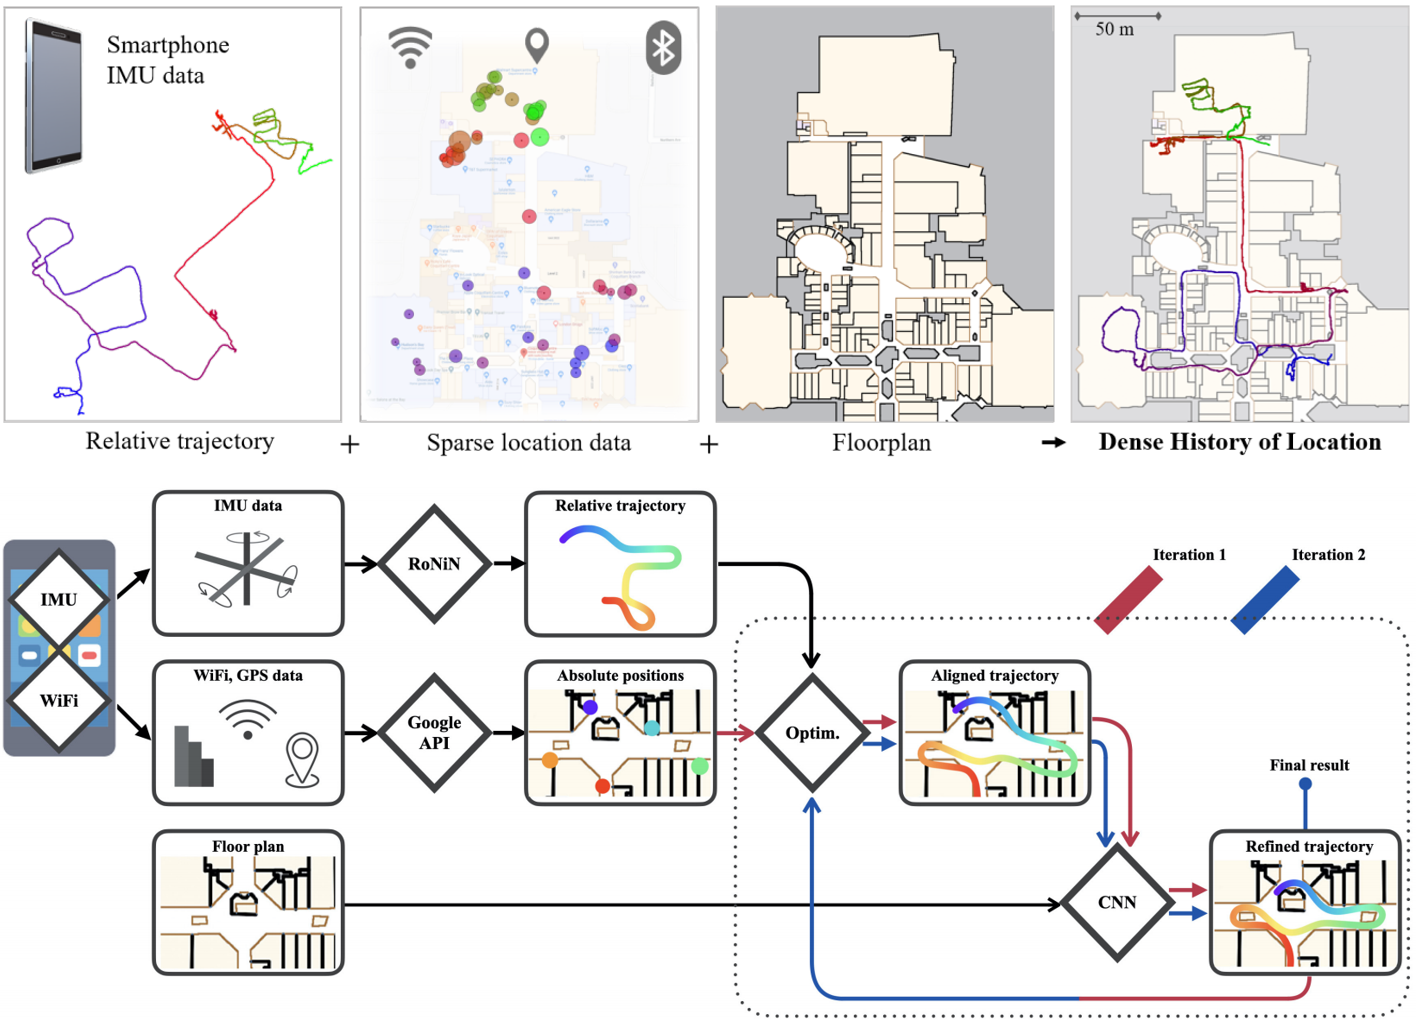 Smartphone
IMU data
50 m
Relative trajectory + Sparse location data + Floorplan → Dense History of Location
IMU data
Relative trajectory
RoNiN
IMU
Iteration 1
Iteration 2
WiFi, GPS data
Absolute positions
Aligned trajectory
WiFi
Google
API
Optim.
Final result
Floor plan
Refined trajectory
CNN